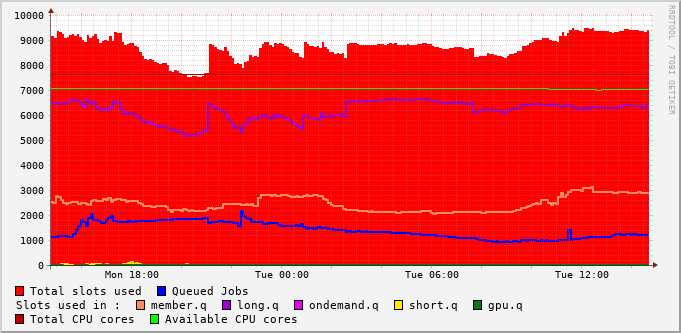 10000
9000
8000
7000
6000
5000
4000
3000
2000
1000
0
Mon 18:00 Tue 00:00 Tue 06:00 Tue 12:00
Total slots used Queued Jobs
Slots used in : member.q long.q ondemand.q short.q gpu.q
Total CPU cores Available CPU cores
RRDTOOL / TOBI OETIKER